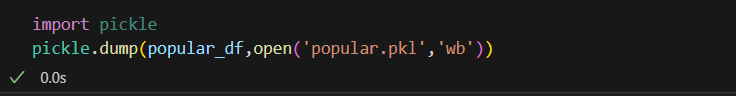 import pickle
pickle.dump(popular_df,open('popular.pkl','wb'))
0.0s